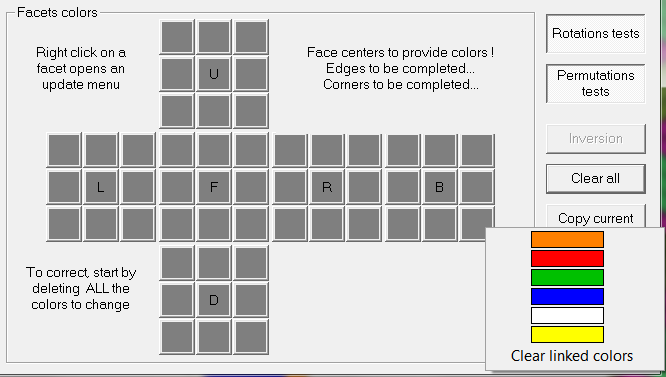 Facets colors
Right click on a
facet opens an
update menu
U
Face centers to provide colors !
Edges to be completed...
Corners to be completed...
Rotations tests
Permutations
tests
Inversion
Clear all
Copy current
L
F
R
B
To correct, start by
deleting ALL the
colors to change
D
Clear linked colors